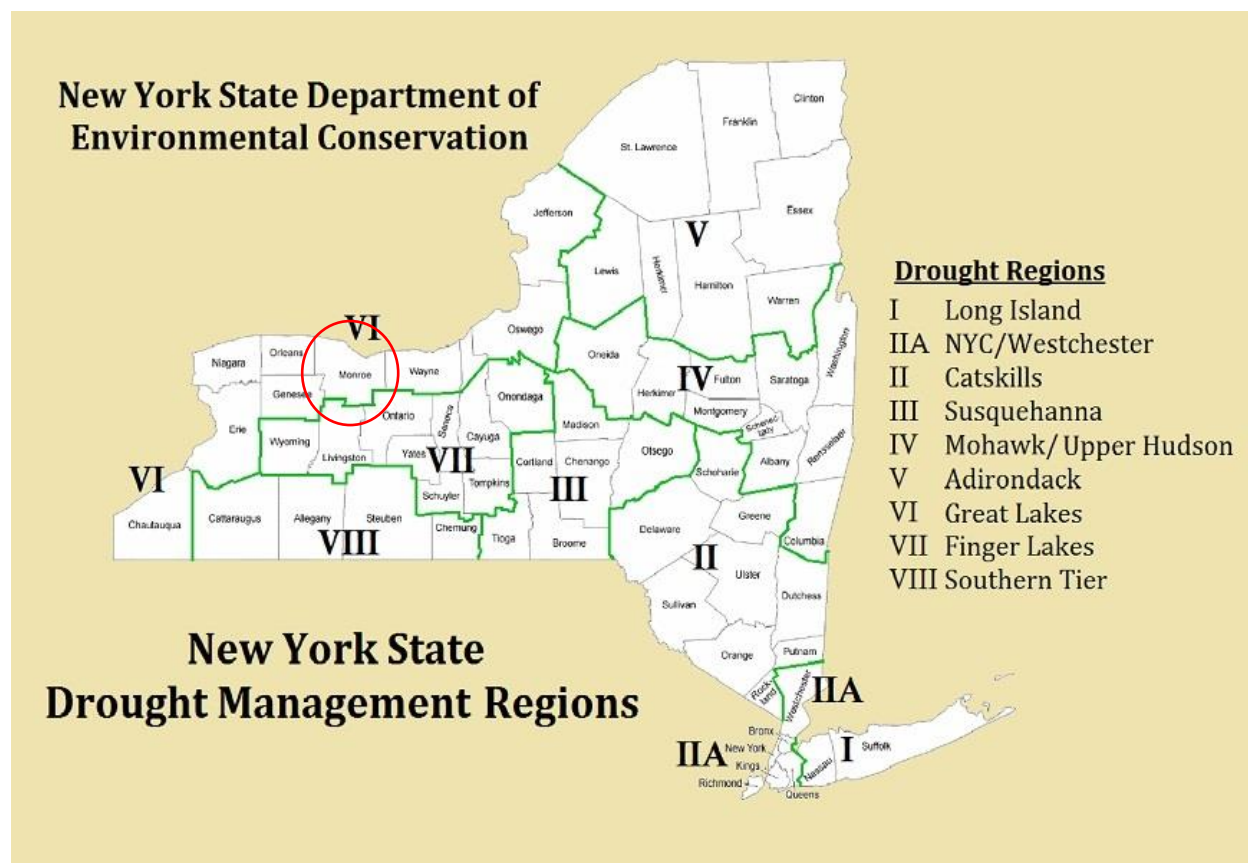 New York State Department of
Environmental Conservation
Clinton
Franklin
St. Lawrence
Jefferson
Essex
V
Lewis
Herkimer
Hamilton
Warren
VI
Oswego
Oneida
Washington
Niagara
Orleans
Monroe
Wayne
Genesee
IV
Fulton
Saratoga
Herkimer
Montgomery
Onondaga
Ontario
Seneca
Erie
Wyoming
Madison
Schenec-
tady
Cayuga
Livingston
Yates
VII
Otsego
Albany
Rensselaer
Cortland
Chenango
Schoharie
VI
Tompkins
III
Schuyler
Chautauqua
Cattaraugus
Allegany
Steuben
Chemung
VIII
Tioga
Broome
Delaware
Greene
Columbia
II
Ulster
Dutchess
Sullivan
Orange
Putnam
Rock-
land
Westchester
IIA
Bronx
IIA
New York
Kings
Richmond
Queens
Nassau
I
Suffolk
Drought Regions
I Long Island
IIA NYC/Westchester
II Catskills
III Susquehanna
IV Mohawk/Upper Hudson
V Adirondack
VI Great Lakes
VII Finger Lakes
VIII Southern Tier
New York State
Drought Management Regions